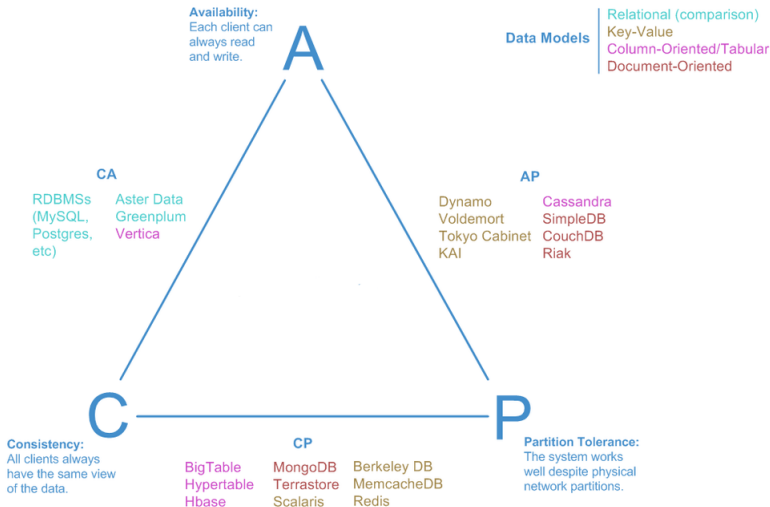 Availability:
Each client can
always read
and write.
A
Data Models
Relational (comparison)
Key-Value
Column-Oriented/Tabular
Document-Oriented
CA
RDBMSs
(MySQL,
Postgres,
etc)
Aster Data
Greenplum
Vertica
AP
Dynamo
Voldemort
Tokyo Cabinet
KAI
Cassandra
SimpleDB
CouchDB
Riak
C
Consistency:
All clients always
have the same view
of the data.
CP
BigTable
Hypertable
Hbase
MongoDB
Terrastore
Scalaris
Berkeley DB
MemcacheDB
Redis
P
Partition Tolerance:
The system works
well despite physical
network partitions.